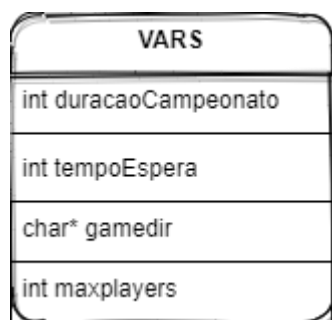 VARS
int duracaoCampeonato
int tempoEspera
char* gamedir
int maxplayers